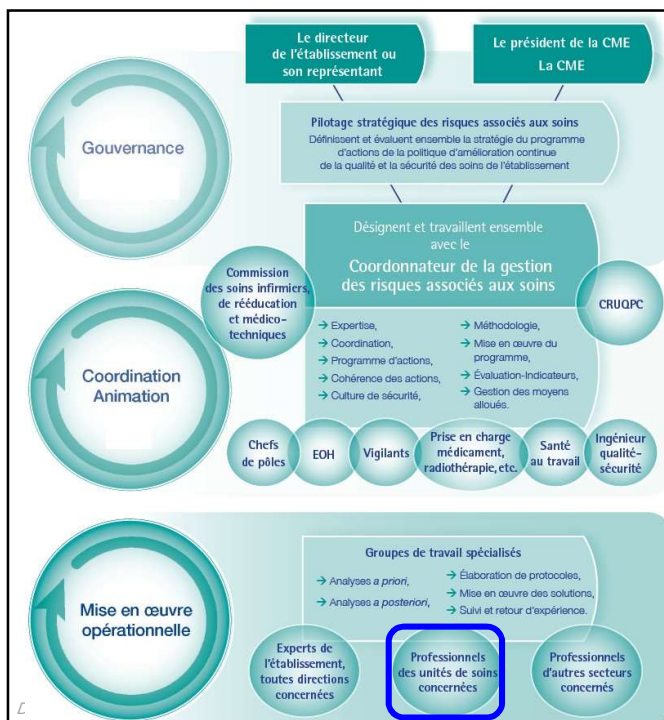 Le directeur
de l'établissement ou
son représentant
Le président de la CME
La CME
Gouvernance
Pilotage stratégique des risques associés aux soins
Définissent et évaluent ensemble la stratégie du programme
d'actions de la politique d'amélioration continue
de la qualité et la sécurité des soins de l'établissement
Désignent et travaillent ensemble
avec le
Coordonnateur de la gestion
des risques associés aux soins
Commission
des soins infirmiers,
de rééducation
et médico-
techniques
CRUQPC
Coordination
Animation
→ Expertise,
→ Coordination,
→ Programme d'actions,
→ Cohérence des actions,
→ Culture de sécurité,
→ Méthodologie,
→ Mise en œuvre du
programme,
→ Évaluation-Indicateurs,
→ Gestion des moyens
alloués.
Chefs
de pôles
EOH
Vigilants
Prise en charge
médicament,
radiothérapie, etc.
Santé
au travail
Ingénieur
qualité-
sécurité
Mise en œuvre
opérationnelle
Groupes de travail spécialisés
→ Analyses a priori,
→ Analyses a posteriori,
→ Élaboration de protocoles,
→ Mise en œuvre des solutions,
→ Suivi et retour d'expérience.
Experts de
l'établissement,
toutes directions
concernées
Professionnels
des unités de soins
concernées
Professionnels
d'autres secteurs
concernés